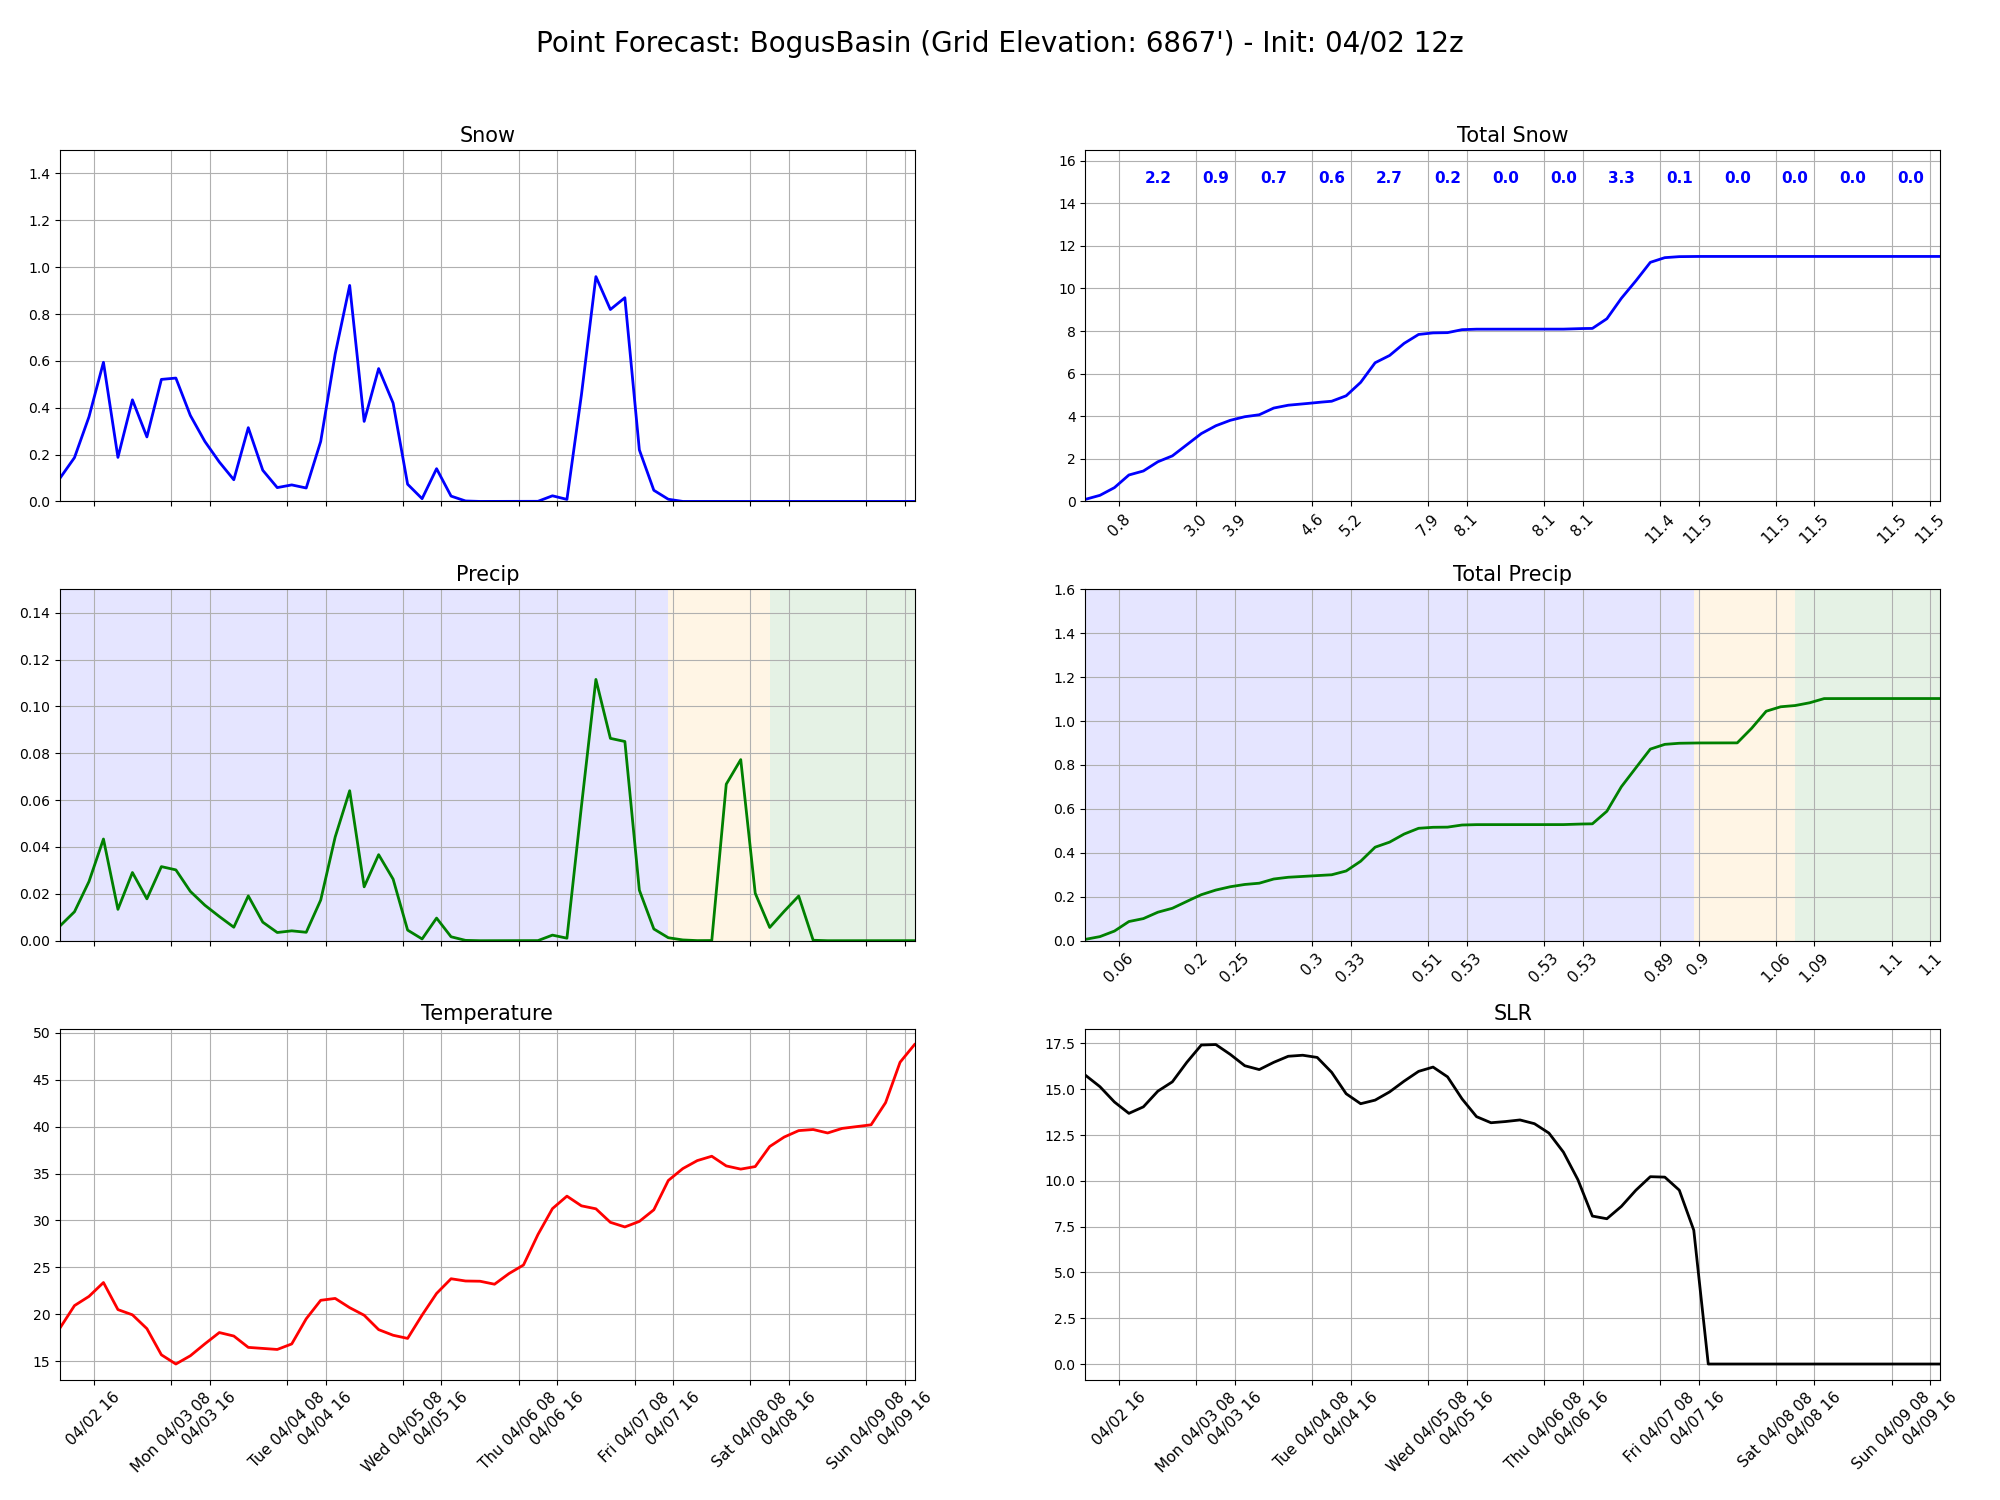 Point Forecast: BogusBasin (Grid Elevation: 6867') - Init: 04/02 12z
Snow
1.4
1.2
1.0
0.8
0.6
0.4
0.2
0.0
Total Snow
16
14
12
10
8
6
4
2
0
2.2 0.9 0.7 0.6 2.7 0.2 0.0 0.0 3.3 0.1 0.0 0.0 0.0 0.0
0.8 3.0 3.9 4.6 5.2 7.9 8.1 8.1 8.1 11.4 11.5 11.5 11.5 11.5 11.5
Precip
0.14
0.12
0.10
0.08
0.06
0.04
0.02
0.00
Total Precip
1.6
1.4
1.2
1.0
0.8
0.6
0.4
0.2
0.0
0.06 0.2 0.25 0.3 0.33 0.51 0.53 0.53 0.53 0.89 0.9 1.06 1.09 1.1 1.1
Temperature
50
45
40
35
30
25
20
15
04/02 16
Mon 04/03 08
04/03 16
Tue 04/04 08
04/04 16
Wed 04/05 08
04/05 16
Thu 04/06 08
04/06 16
Fri 04/07 08
04/07 16
Sat 04/08 08
04/08 16
Sun 04/09 08
04/09 16
SLR
17.5
15.0
12.5
10.0
7.5
5.0
2.5
0.0
04/02 16
Mon 04/03 08
04/03 16
Tue 04/04 08
04/04 16
Wed 04/05 08
04/05 16
Thu 04/06 08
04/06 16
Fri 04/07 08
04/07 16
Sat 04/08 08
04/08 16
Sun 04/09 08
04/09 16